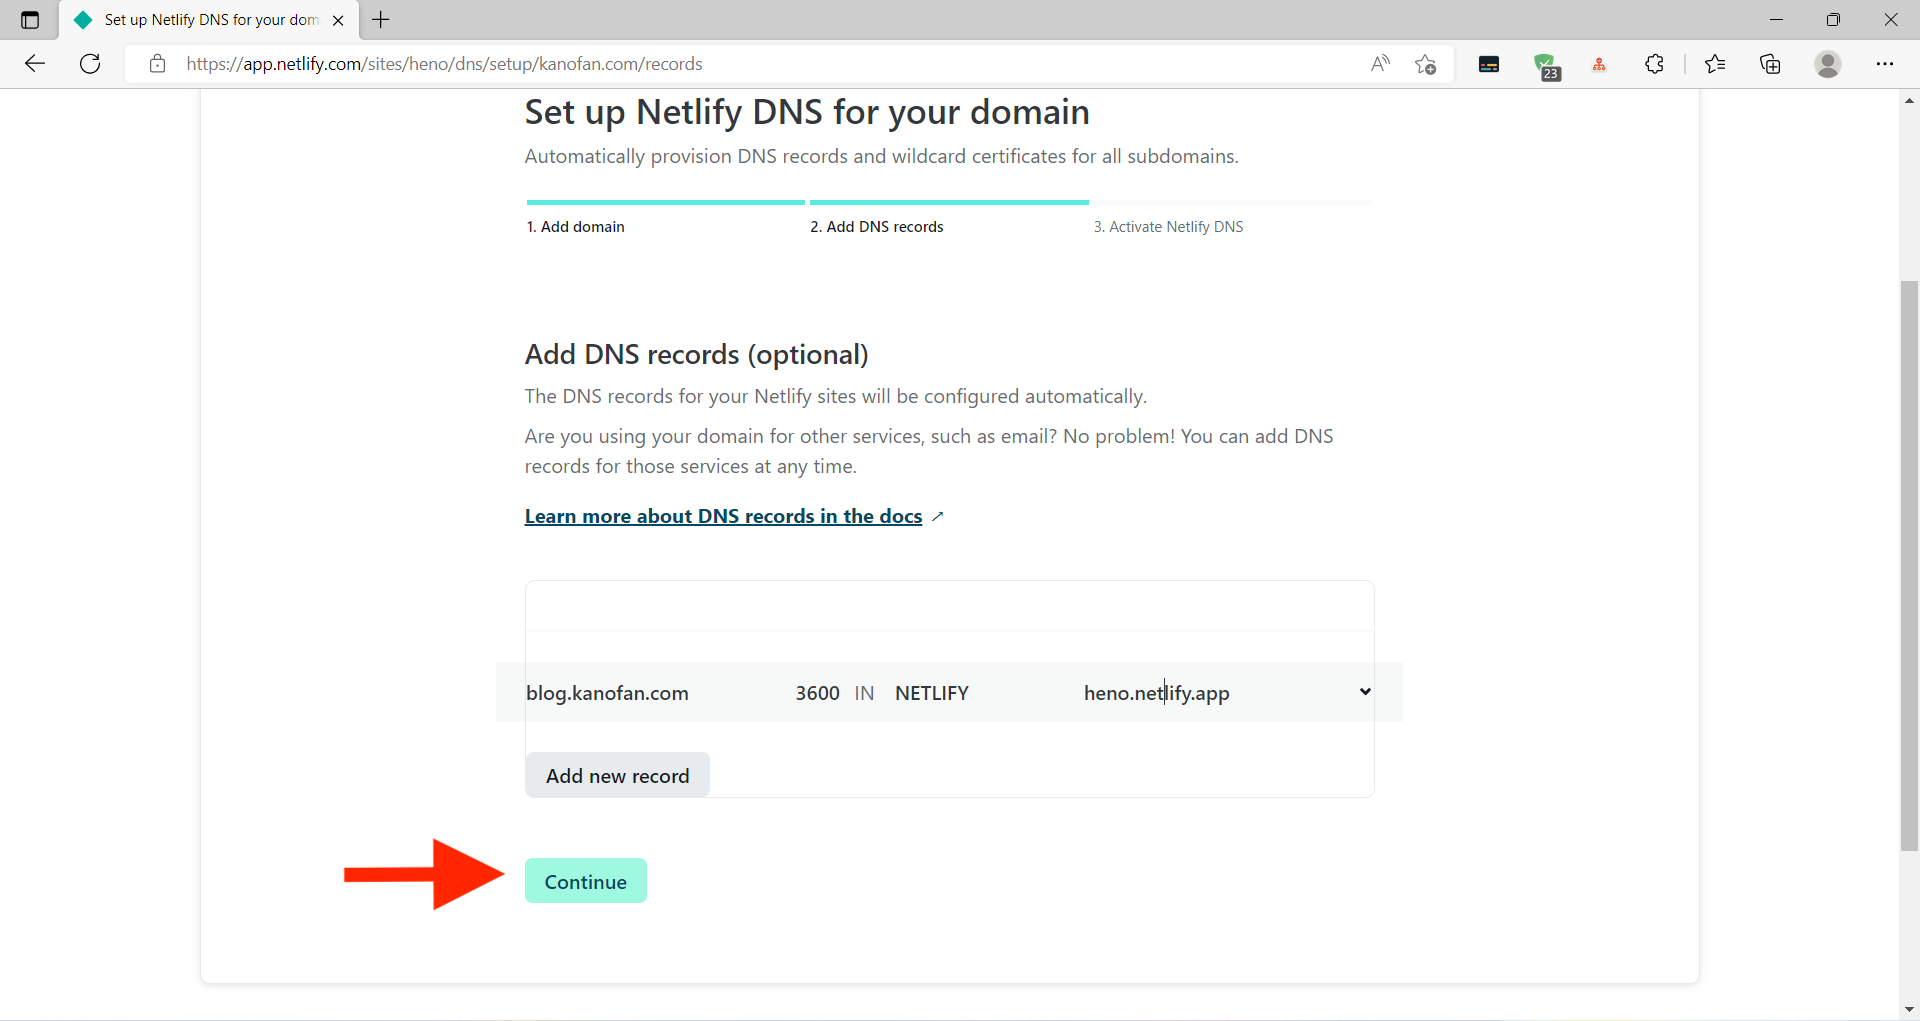 Set up Netlify DNS for your dom
https://app.netlify.com/sites/heno/dns/setup/kanofan.com/records
23
Set up Netlify DNS for your domain
Automatically provision DNS records and wildcard certificates for all subdomains.
1. Add domain
2. Add DNS records
3. Activate Netlify DNS
Add DNS records (optional)
The DNS records for your Netlify sites will be configured automatically.
Are you using your domain for other services, such as email? No problem! You can add DNS
records for those services at any time.
Learn more about DNS records in the docs ↗
blog.kanofan.com 3600 IN NETLIFY heno.netlify.app
Add new record
Continue